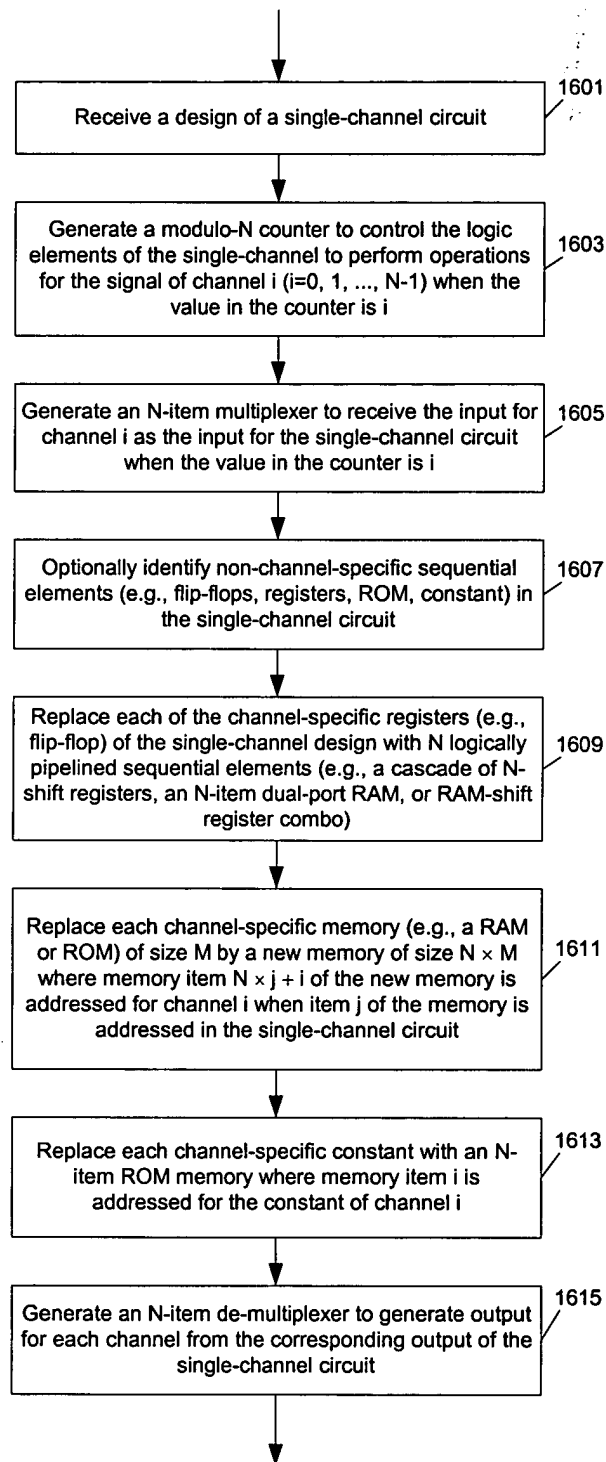 1601
Receive a design of a single-channel circuit
Generate a modulo-N counter to control the logic
elements of the single-channel to perform operations
for the signal of channel i (i=0, 1, ..., N-1) when the
value in the counter is i
1603
Generate an N-item multiplexer to receive the input for
channel i as the input for the single-channel circuit
when the value in the counter is i
1605
Optionally identify non-channel-specific sequential
elements (e.g., flip-flops, registers, ROM, constant) in
the single-channel circuit
1607
Replace each of the channel-specific registers (e.g.,
flip-flop) of the single-channel design with N logically
pipelined sequential elements (e.g., a cascade of N-
shift registers, an N-item dual-port RAM, or RAM-shift
register combo)
1609
Replace each channel-specific memory (e.g., a RAM
or ROM) of size M by a new memory of size N × M
where memory item N × j + i of the new memory is
addressed for channel i when item j of the memory is
addressed in the single-channel circuit
1611
Replace each channel-specific constant with an N-
item ROM memory where memory item i is
addressed for the constant of channel i
1613
Generate an N-item de-multiplexer to generate output
for each channel from the corresponding output of the
single-channel circuit
1615